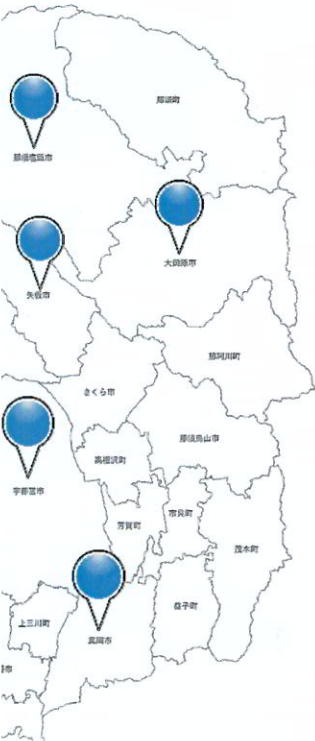 那須町
那須塩原市
大田原市
矢板市
那珂川町
さくら市
那須烏山市
高根沢町
宇都宮市
市貝町
芳賀町
茂木町
益子町
上三川町
真岡市
市